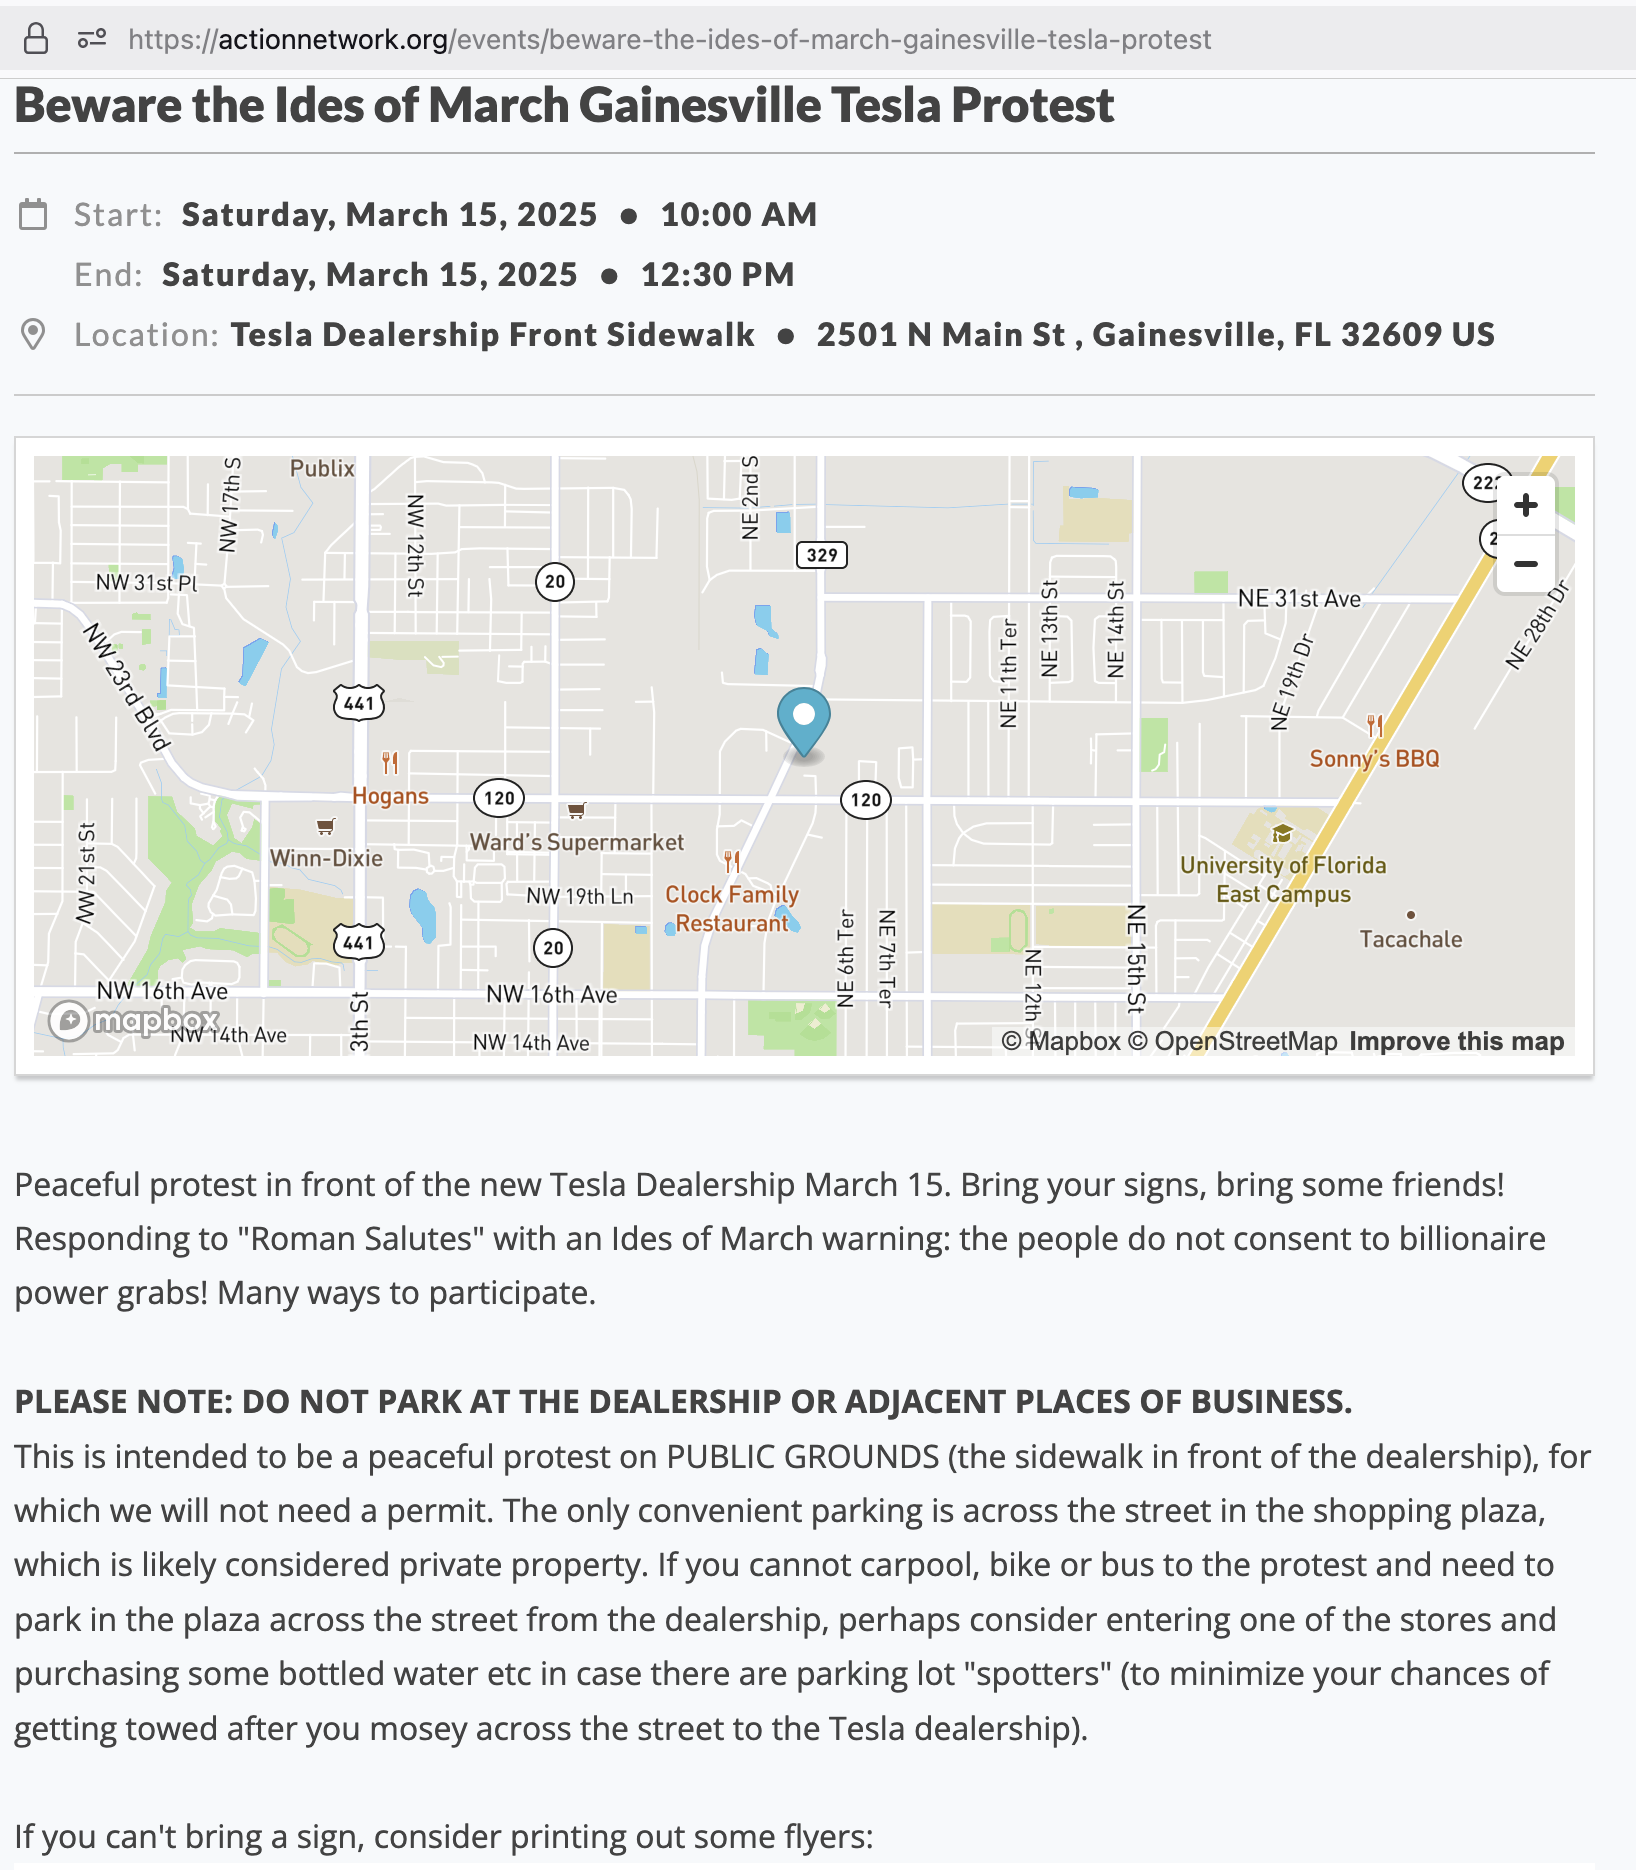 https://actionnetwork.org/events/beware-the-ides-of-march-gainesville-tesla-protest
Beware the Ides of March Gainesville Tesla Protest
Start: Saturday, March 15, 2025 • 10:00 AM
End: Saturday, March 15, 2025 • 12:30 PM
Location: Tesla Dealership Front Sidewalk • 2501 N Main St , Gainesville, FL 32609 US
Publix
NW 17th S
NW 12th St
NE 2nd S
222
+
329
2
NW 31st Pl
20
−
NE 31st Ave
NE 13th St
NE 14th St
NE 28th Dr
NW 23rd Blvd
NE 11th Ter
NE 19th Dr
441
Sonny's BBQ
Hogans
120
120
Ward's Supermarket
Winn-Dixie
University of Florida
East Campus
NW 21st St
NW 19th Ln
Clock Family
Restaurant
441
20
NE 6th Ter
NE 7th Ter
NE 15th St
Tacachale
NE 12th S
NW 16th Ave
NW 16th Ave
3th St
mapbox
NW 14th Ave
NW 14th Ave
© Mapbox © OpenStreetMap Improve this map
Peaceful protest in front of the new Tesla Dealership March 15. Bring your signs, bring some friends!
Responding to "Roman Salutes" with an Ides of March warning: the people do not consent to billionaire
power grabs! Many ways to participate.
PLEASE NOTE: DO NOT PARK AT THE DEALERSHIP OR ADJACENT PLACES OF BUSINESS.
This is intended to be a peaceful protest on PUBLIC GROUNDS (the sidewalk in front of the dealership), for
which we will not need a permit. The only convenient parking is across the street in the shopping plaza,
which is likely considered private property. If you cannot carpool, bike or bus to the protest and need to
park in the plaza across the street from the dealership, perhaps consider entering one of the stores and
purchasing some bottled water etc in case there are parking lot "spotters" (to minimize your chances of
getting towed after you mosey across the street to the Tesla dealership).
If you can't bring a sign, consider printing out some flyers: